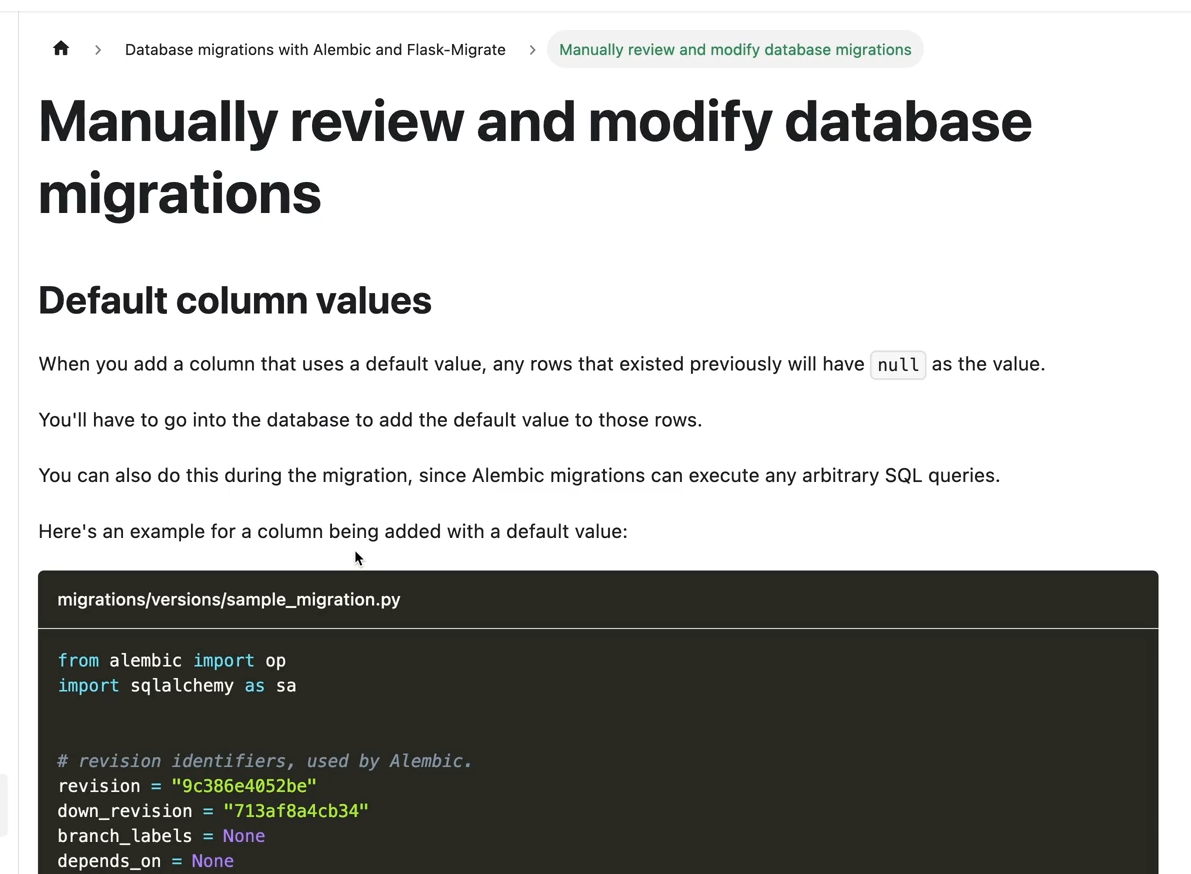 Database migrations with Alembic and Flask-Migrate > Manually review and modify database migrations
Manually review and modify database
migrations
Default column values
When you add a column that uses a default value, any rows that existed previously will have null as the value.
You'll have to go into the database to add the default value to those rows.
You can also do this during the migration, since Alembic migrations can execute any arbitrary SQL queries.
Here's an example for a column being added with a default value:
migrations/versions/sample_migration.py
from alembic import op
import sqlalchemy as sa
# revision identifiers, used by Alembic.
revision = "9c386e4052be"
down_revision = "713af8a4cb34"
branch_labels = None
depends_on = None